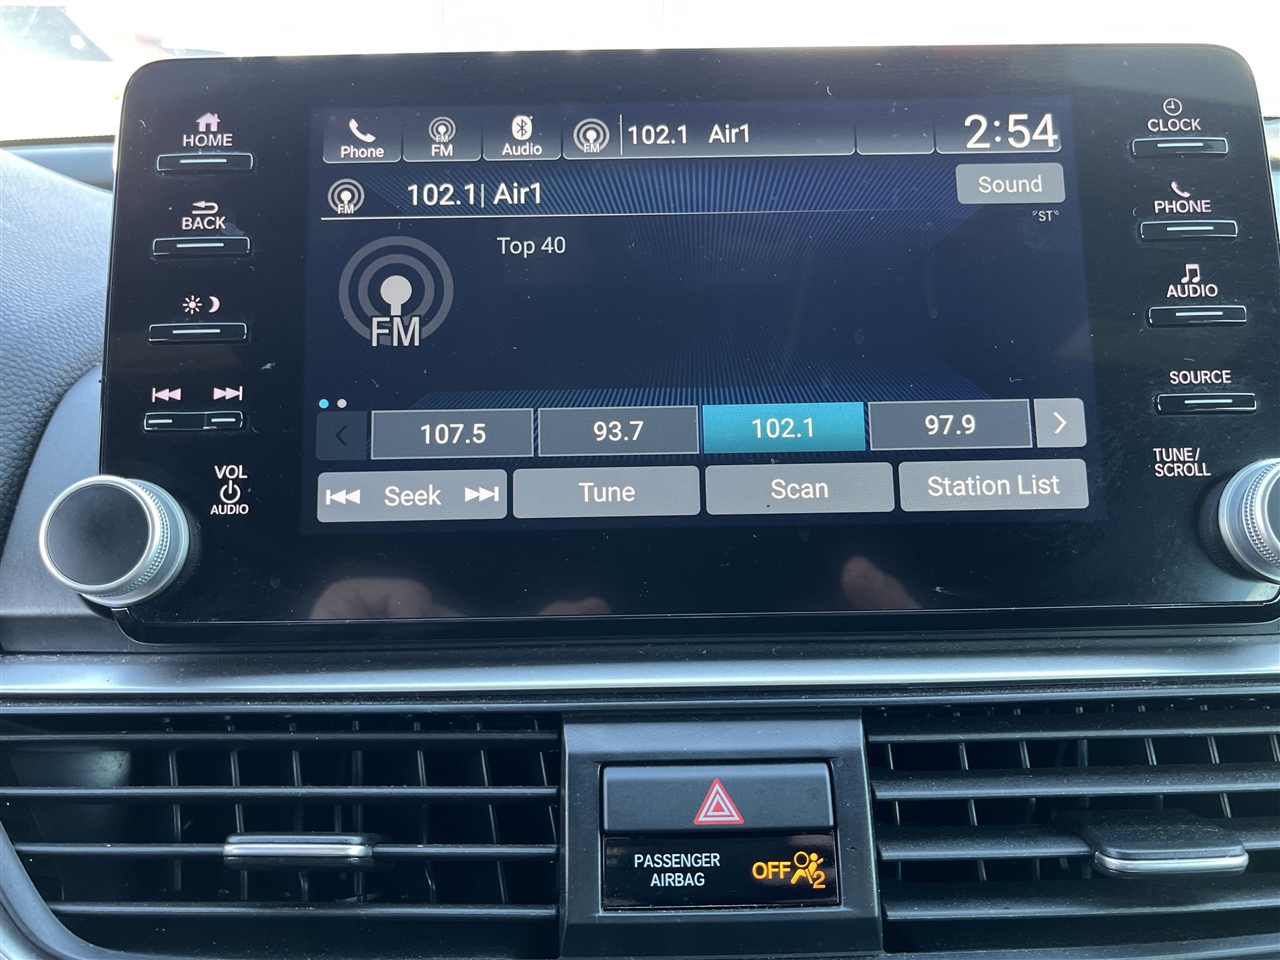 HOME
BACK
VOL
AUDIO
Phone
FM
FM
Audio
FM
102.1 Air1
2:54
FM
102.1| Air1
Sound
"ST"
Top 40
FM
107.5
93.7
102.1
97.9
Seek
Tune
Scan
Station List
CLOCK
PHONE
AUDIO
SOURCE
TUNE/
SCROLL
PASSENGER
AIRBAG
OFF
2